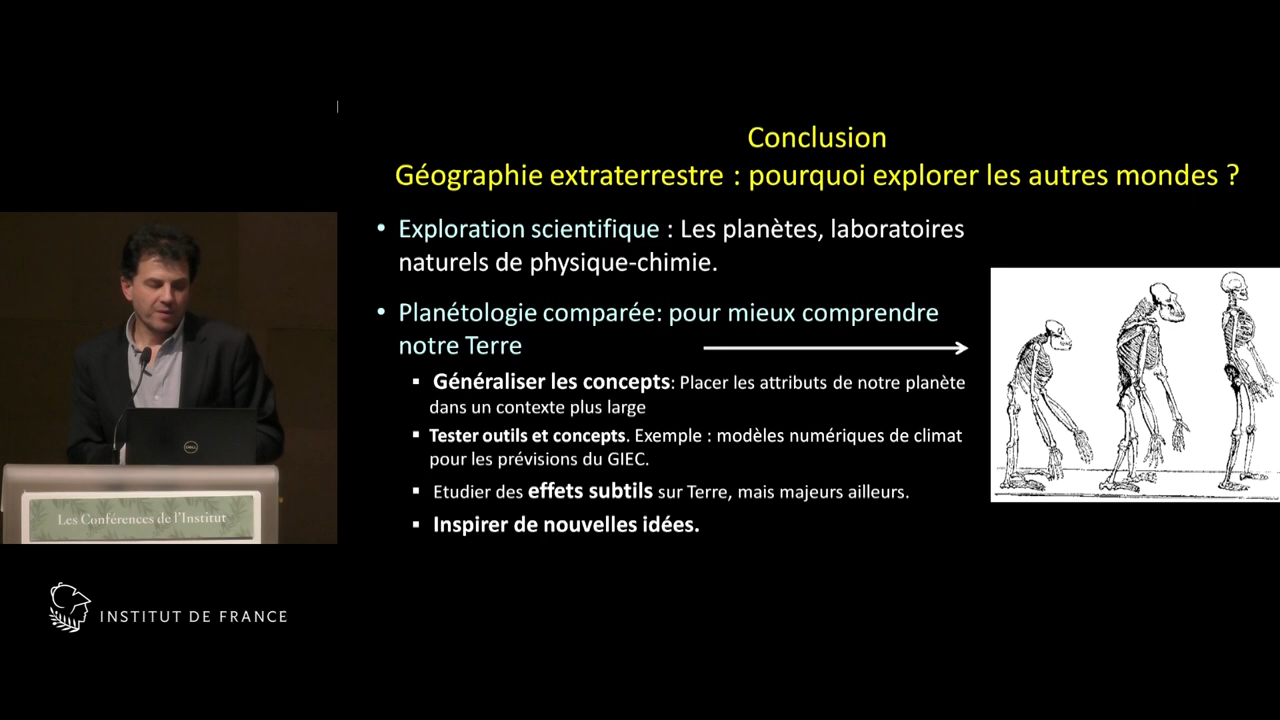 Conclusion
Géographie extraterrestre : pourquoi explorer les autres mondes ?
• Exploration scientifique : Les planètes, laboratoires
naturels de physique-chimie.
• Planétologie comparée: pour mieux comprendre
notre Terre
▪ Généraliser les concepts: Placer les attributs de notre planète
dans un contexte plus large
▪ Tester outils et concepts. Exemple : modèles numériques de climat
pour les prévisions du GIEC.
▪ Etudier des effets subtils sur Terre, mais majeurs ailleurs.
▪ Inspirer de nouvelles idées.
DELL
Les Conférences de l'Institut
INSTITUT DE FRANCE